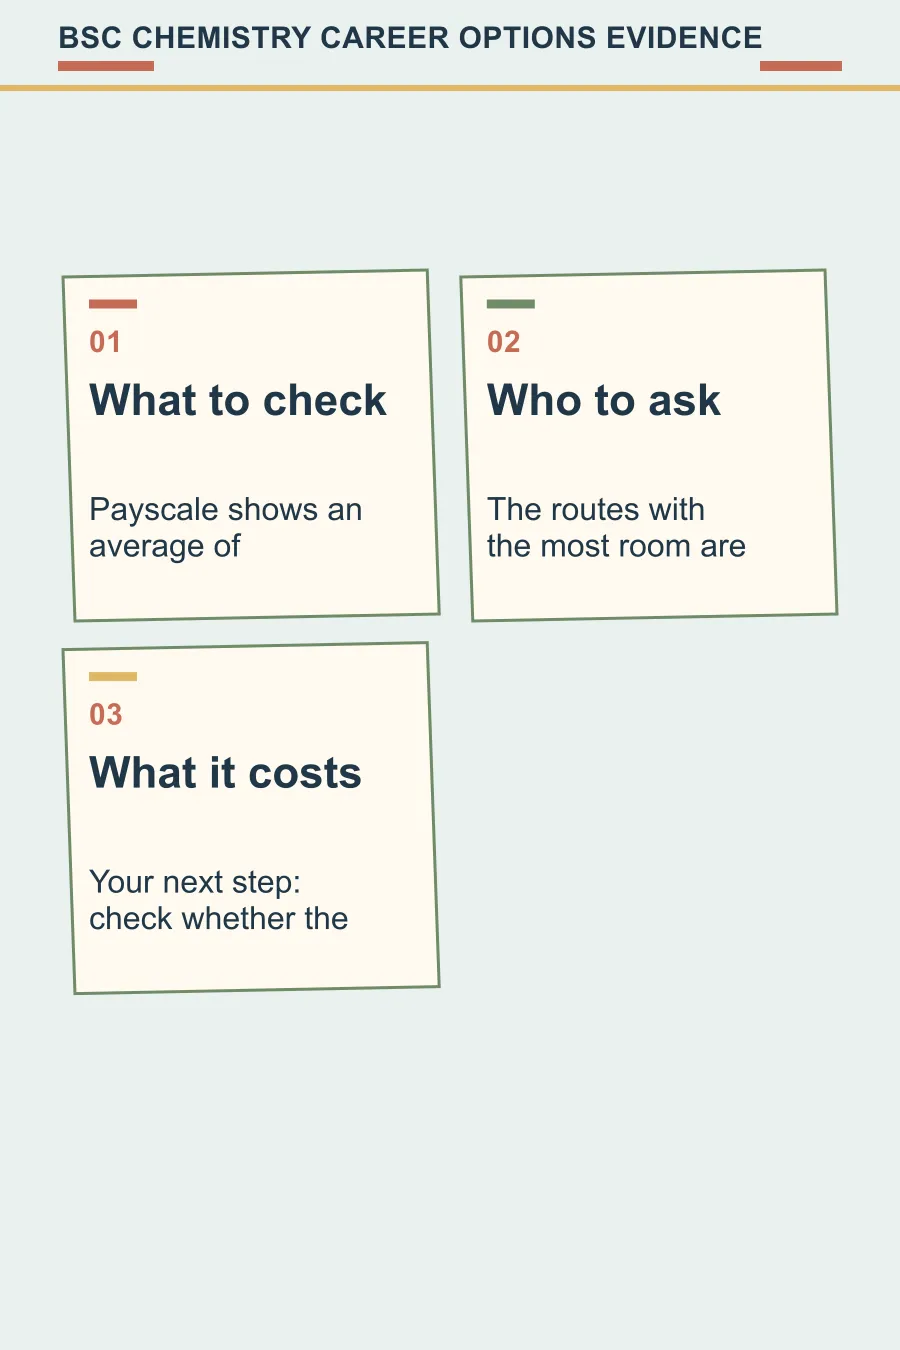 BSC CHEMISTRY CAREER OPTIONS EVIDENCE
01
What to check
Payscale shows an
average of
02
Who to ask
The routes with
the most room are
03
What it costs
Your next step:
check whether the